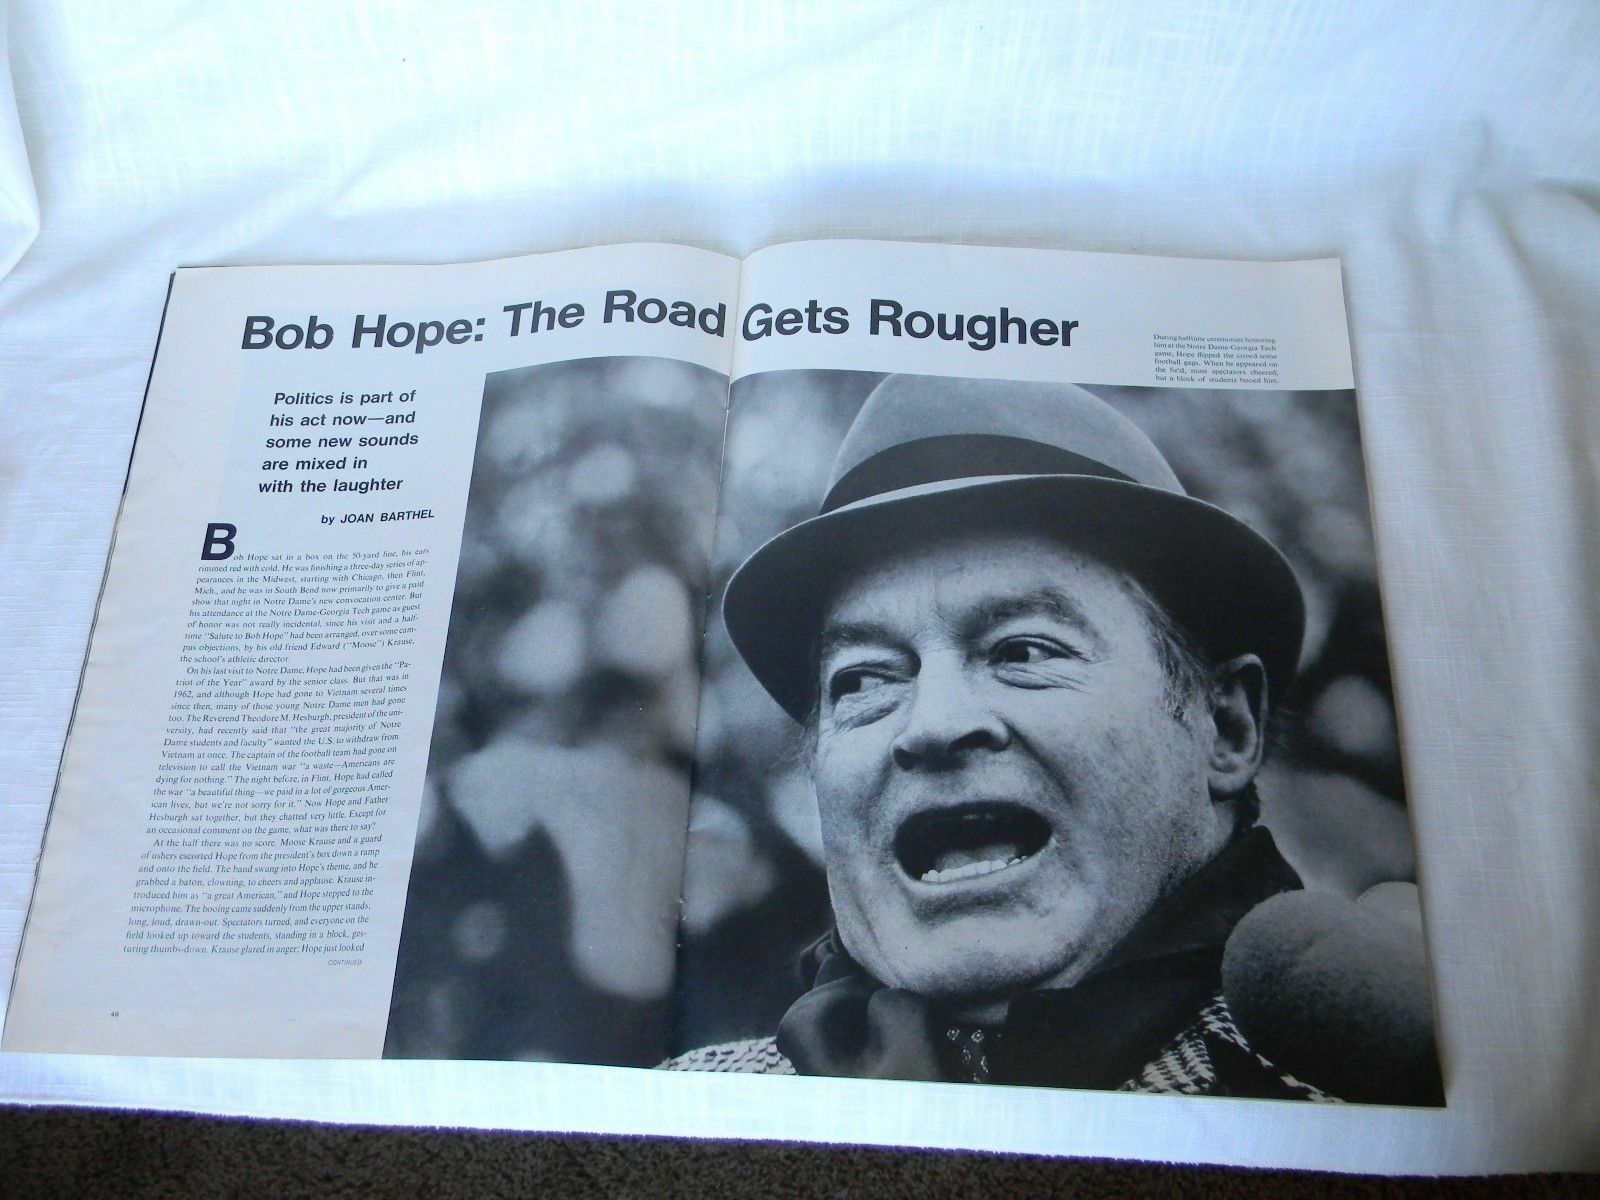 Bob Hope: The Road Gets Rougher
During halftime ceremonies honoring
him at the Notre Dame-Georgia Tech
game, Hope flipped the crowd some
football gags. When he appeared on
the field, most spectators cheered,
but a block of students booed him.
Politics is part of
his act now—and
some new sounds
are mixed in
with the laughter
by JOAN BARTHEL
Bob Hope sat in a box on the 50-yard line, his ears
rimmed red with cold. He was finishing a three-day series of ap-
pearances in the Midwest, starting with Chicago, then Flint,
Mich., and he was in South Bend now primarily to give a paid
show that night in Notre Dame's new convocation center. But
his attendance at the Notre Dame-Georgia Tech game as guest
of honor was not really incidental, since his visit and a half-
time "Salute to Bob Hope" had been arranged, over some cam-
pus objections, by his old friend Edward ("Moose") Krause,
the school's athletic director.
On his last visit to Notre Dame, Hope had been given the "Pa-
triot of the Year" award by the senior class. But that was in
1962, and although Hope had gone to Vietnam several times
since then, many of those young Notre Dame men had gone
too. The Reverend Theodore M. Hesburgh, president of the uni-
versity, had recently said that "the great majority of Notre
Dame students and faculty" wanted the U.S. to withdraw from
Vietnam at once. The captain of the football team had gone on
television to call the Vietnam war "a waste—Americans are
dying for nothing." The night before, in Flint, Hope had called
the war "a beautiful thing—we paid in a lot of gorgeous Amer-
ican lives, but we're not sorry for it." Now Hope and Father
Hesburgh sat together, but they chatted very little. Except for
an occasional comment on the game, what was there to say?
At the half there was no score. Moose Krause and a guard
of ushers escorted Hope from the president's box down a ramp
and onto the field. The band swung into Hope's theme, and he
grabbed a baton, clowning, to cheers and applause. Krause in-
troduced him as "a great American," and Hope stepped to the
microphone. The booing came suddenly from the upper stands;
long, loud, drawn-out. Spectators turned, and everyone on the
field looked up toward the students, standing in a block, ges-
turing thumbs-down. Krause glared in anger; Hope just looked
CONTINUED
48